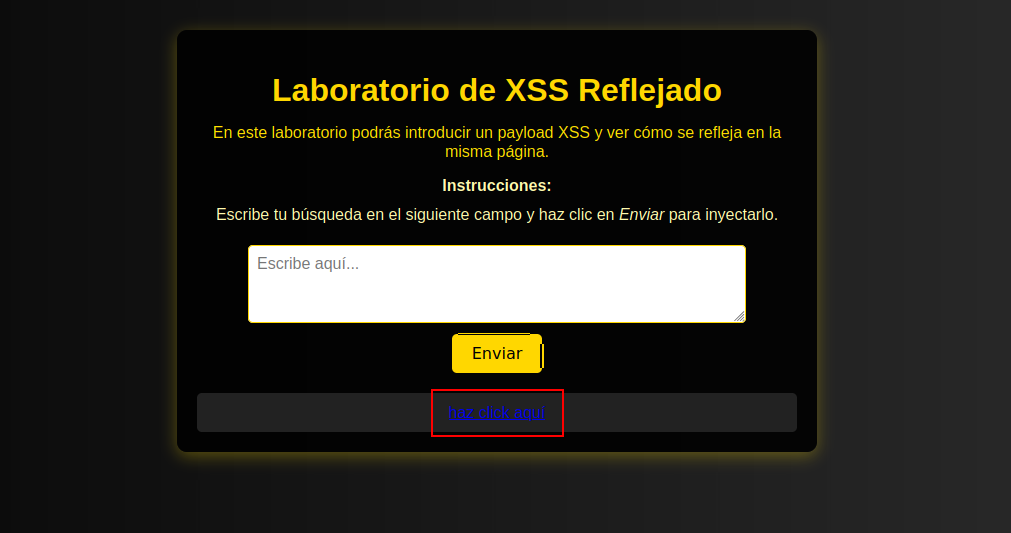 Laboratorio de XSS Reflejado
En este laboratorio podrás introducir un payload XSS y ver cómo se refleja en la
misma página.
Instrucciones:
Escribe tu búsqueda en el siguiente campo y haz clic en Enviar para inyectarlo.
Escribe aquí...
Enviar
haz click aquí